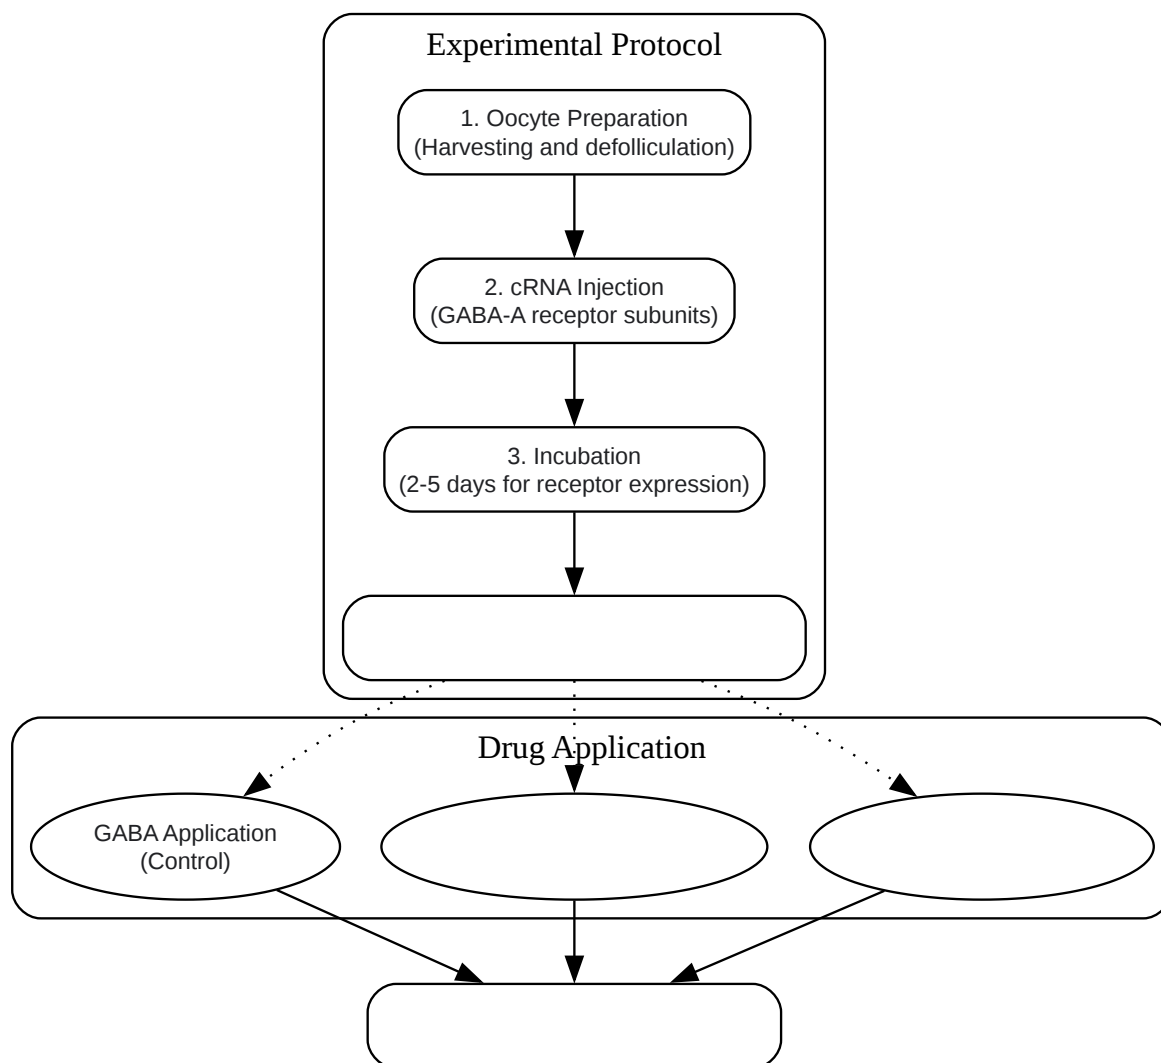 Experimental Protocol
1. Oocyte Preparation
(Harvesting and defolliculation)
2. cRNA Injection
(GABA-A receptor subunits)
3. Incubation
(2-5 days for receptor expression)
Drug Application
GABA Application
(Control)